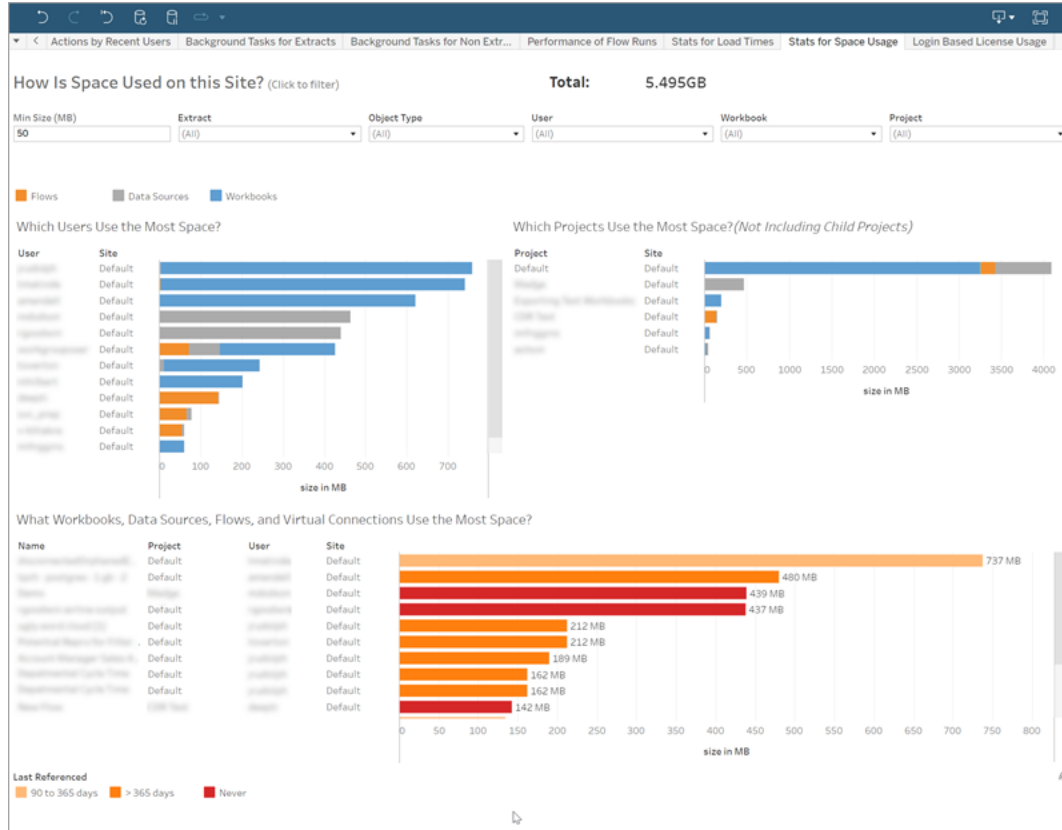 Actions by Recent Users Background Tasks for Extracts Background Tasks for Non Extr... Performance of Flow Runs Stats for Load Times Stats for Space Usage Login Based License Usage
How Is Space Used on this Site? (Click to filter) Total: 5.495GB
Min Size (MB) Extract Object Type User Workbook Project
50 (All) (All) (All) (All) (All)
Flows Data Sources Workbooks
Which Users Use the Most Space?
User Site
Default
Default
Default
Default
Default
Default
Default
Default
Default
Default
Default
Default
0 100 200 300 400 500 600 700
size in MB
Which Projects Use the Most Space?(Not Including Child Projects)
Project Site
Default Default
Default
Default
Default
Default
Default
0 500 1000 1500 2000 2500 3000 3500 4000
size in MB
What Workbooks, Data Sources, Flows, and Virtual Connections Use the Most Space?
Name Project User Site
Default Default 737 MB
Default Default 480 MB
Default 439 MB
Default 437 MB
Default Default 212 MB
Default Default 212 MB
Default Default 189 MB
Default Default 162 MB
Default Default 162 MB
Default 142 MB
0 50 100 150 200 250 300 350 400 450 500 550 600 650 700 750 800
size in MB
Last Referenced
90 to 365 days > 365 days Never